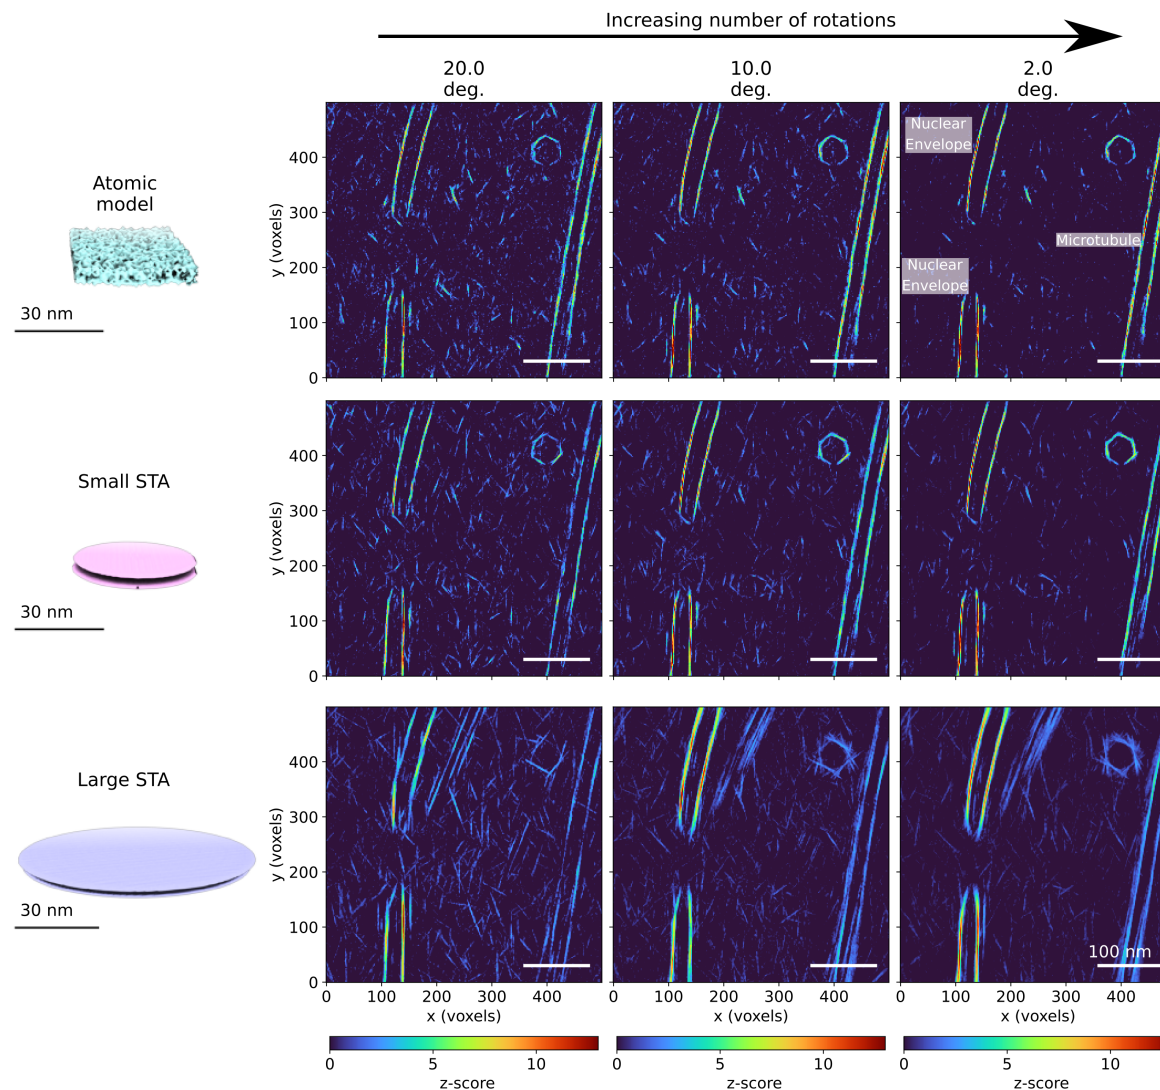 Increasing number of rotations
20.0 10.0 2.0
deg. deg. deg.
Atomic
model
30 nm
y (voxels)
400
300
200
100
0
Nuclear
Envelope
Microtubule
Nuclear
Envelope
Small STA
30 nm
y (voxels)
400
300
200
100
0
Large STA
30 nm
y (voxels)
400
300
200
100
0
100 nm
0 100 200 300 400 0 100 200 300 400 0 100 200 300 400
x (voxels) x (voxels) x (voxels)
0 5 10 0 5 10 0 5 10
z-score z-score z-score